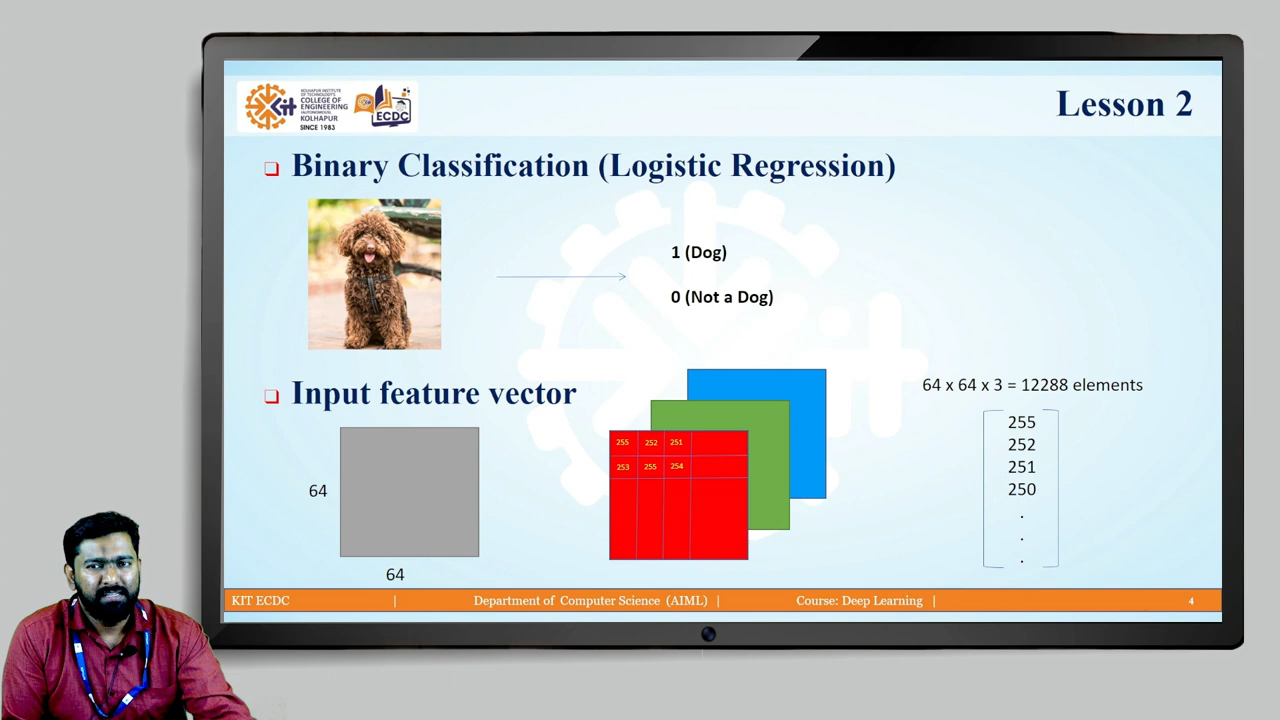 KOLHAPUR INSTITUTE
OF TECHNOLOGY'S
COLLEGE OF
ENGINEERING
(AUTONOMOUS),
KOLHAPUR
SINCE 1983
Kit
ECDC
Lesson 2
❑ Binary Classification (Logistic Regression)
1 (Dog)
0 (Not a Dog)
❑ Input feature vector
64
64
255 252 251
253 255 254
64 x 64 x 3 = 12288 elements
255
252
251
250
.
.
.
KIT ECDC | Department of Computer Science (AIML) | Course: Deep Learning | 4